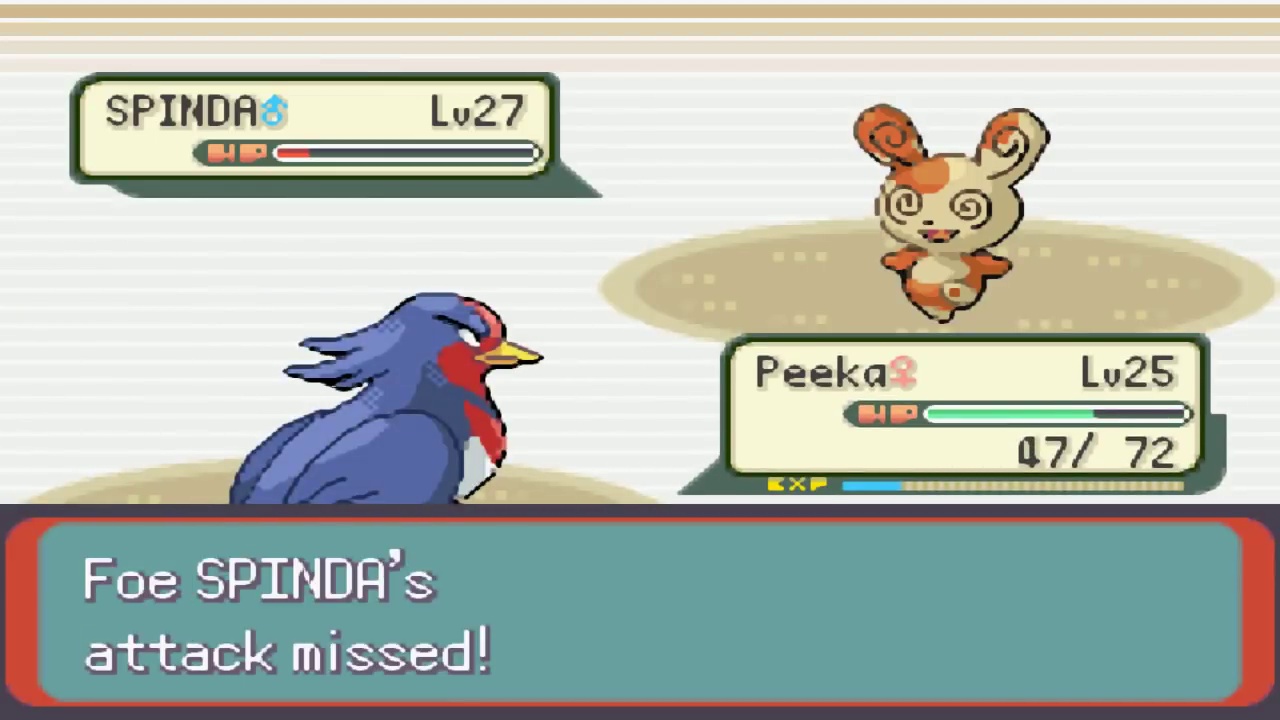 SPINDA♂ Lv27
HP
Peeka♀ Lv25
HP
47/ 72
EXP
Foe SPINDA's
attack missed!